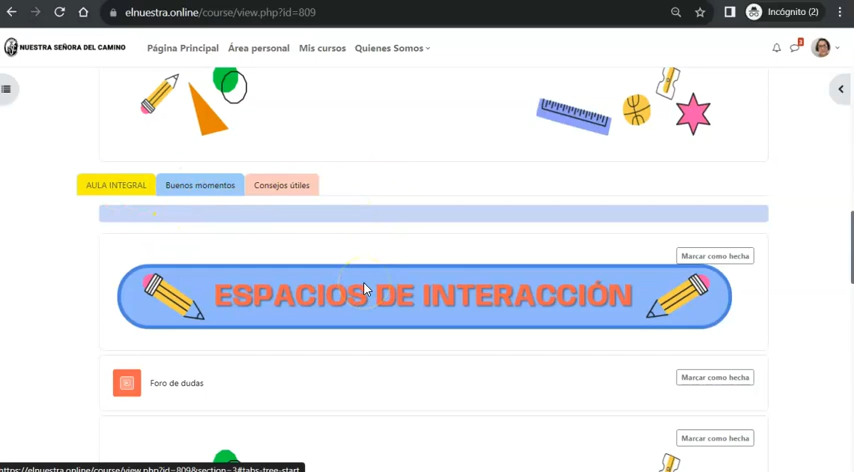 elnuestra.online/course/view.php?id=809
Incógnito (2)
NUESTRA SEÑORA DEL CAMINO
Página Principal Área personal Mis cursos Quienes Somos
3
AULA INTEGRAL Buenos momentos Consejos útiles
Marcar como hecha
ESPACIOS DE INTERACCIÓN
Foro de dudas
Marcar como hecha
Marcar como hecha
https://elnuestra.online/course/view.php?id=809&section=3#tabs-tree-start